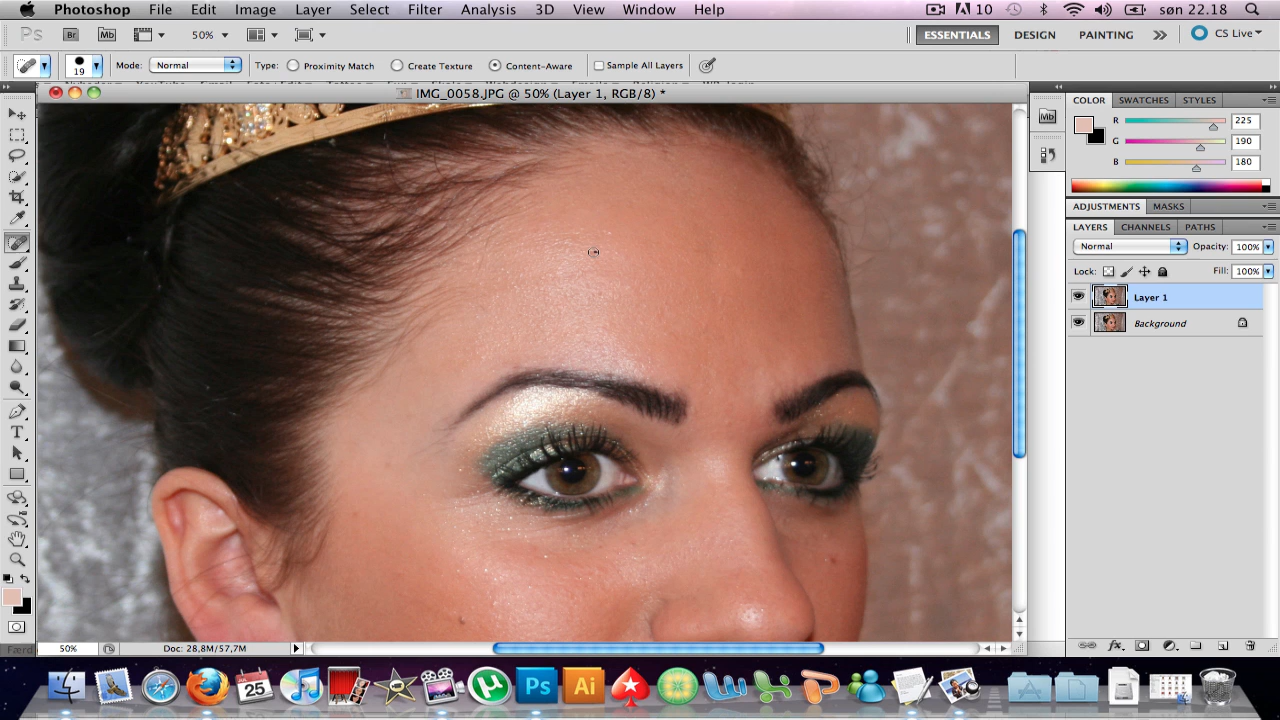 Photoshop File Edit Image Layer Select Filter Analysis 3D View Window Help 10 søn 22.18
Ps Br Mb 50% ESSENTIALS DESIGN PAINTING CS Live
19 Mode: Normal Type: Proximity Match Create Texture Content-Aware Sample All Layers
IMG_0058.JPG @ 50% (Layer 1, RGB/8) *
Mb
COLOR SWATCHES STYLES
R 225
G 190
B 180
ADJUSTMENTS MASKS
LAYERS CHANNELS PATHS
Normal Opacity: 100%
Lock: Fill: 100%
Layer 1
Background
T
50% Doc: 28,8M/57,7M
fx
25 Ps Ai